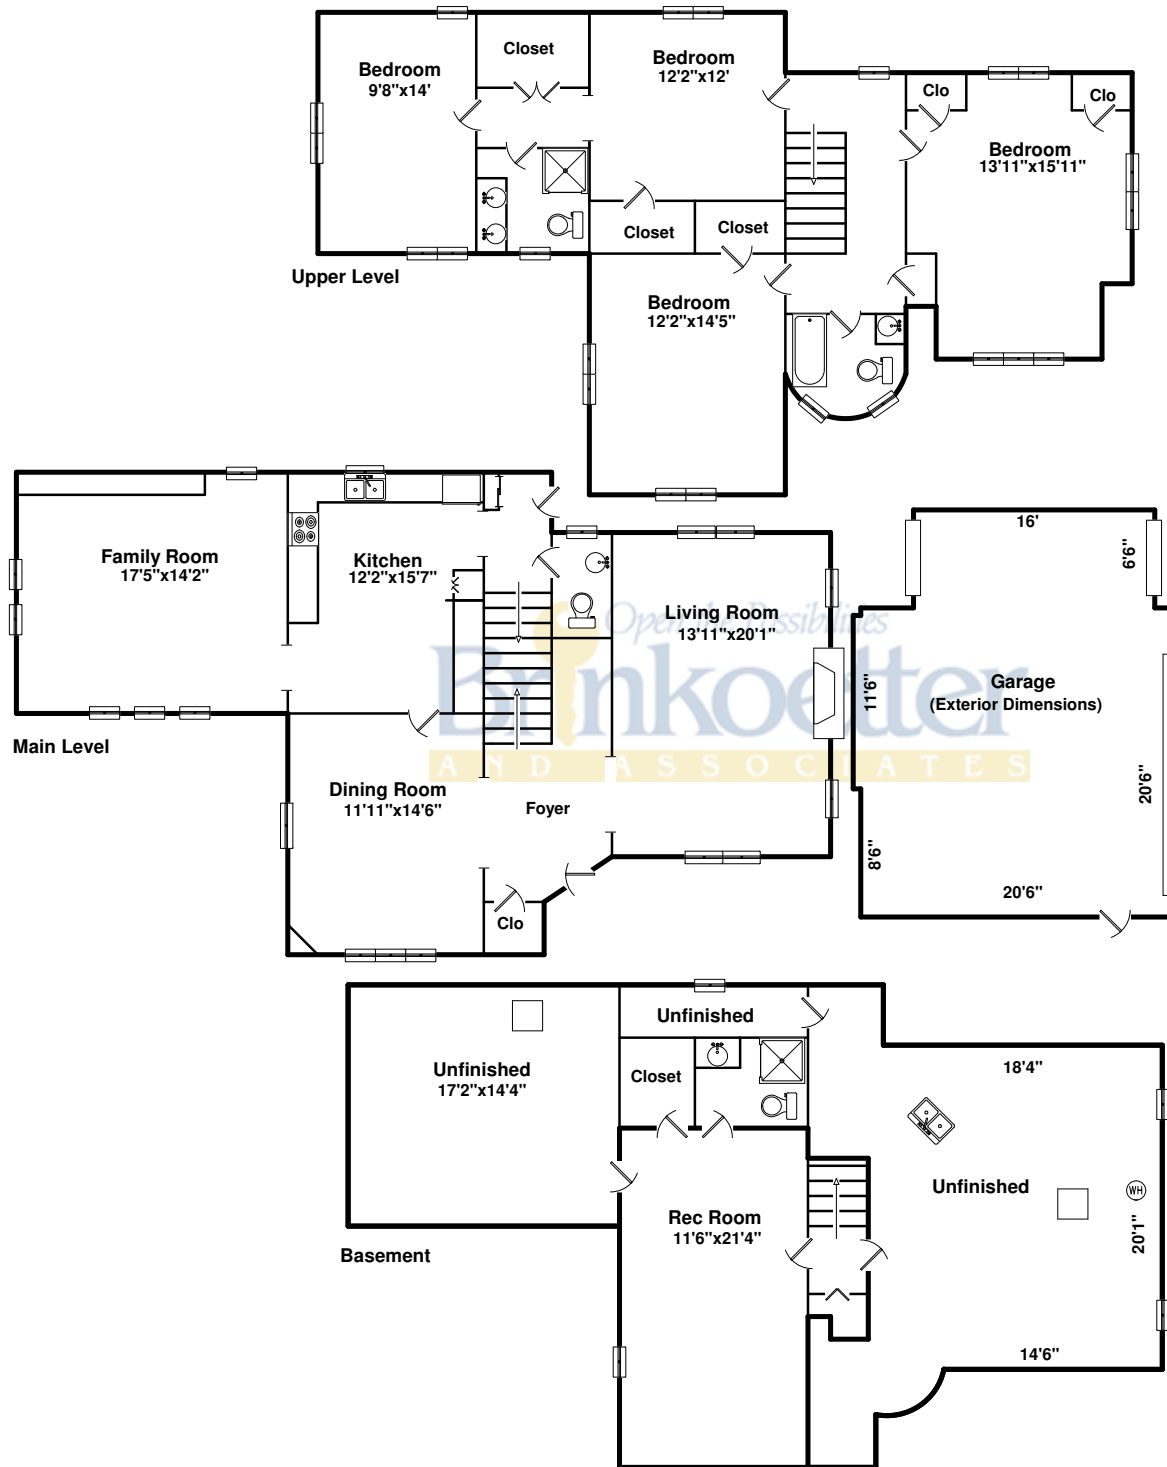 Closet
Bedroom
9'8"x14'
Bedroom
12'2"x12'
Clo
Clo
Bedroom
13'11"x15'11"
Closet
Closet
Upper Level
Bedroom
12'2"x14'5"
Family Room
17'5"x14'2"
Kitchen
12'2"x15'7"
Living Room
13'11"x20'1"
Open the Possibilities
Brinkoetter
AND ASSOCIATES
Main Level
Dining Room
11'11"x14'6"
Foyer
Clo
16'
6'6"
Garage
(Exterior Dimensions)
11'6"
20'6"
8'6"
20'6"
Unfinished
Unfinished
17'2"x14'4"
Closet
18'4"
Unfinished
WH
Rec Room
11'6"x21'4"
20'1"
Basement
14'6"